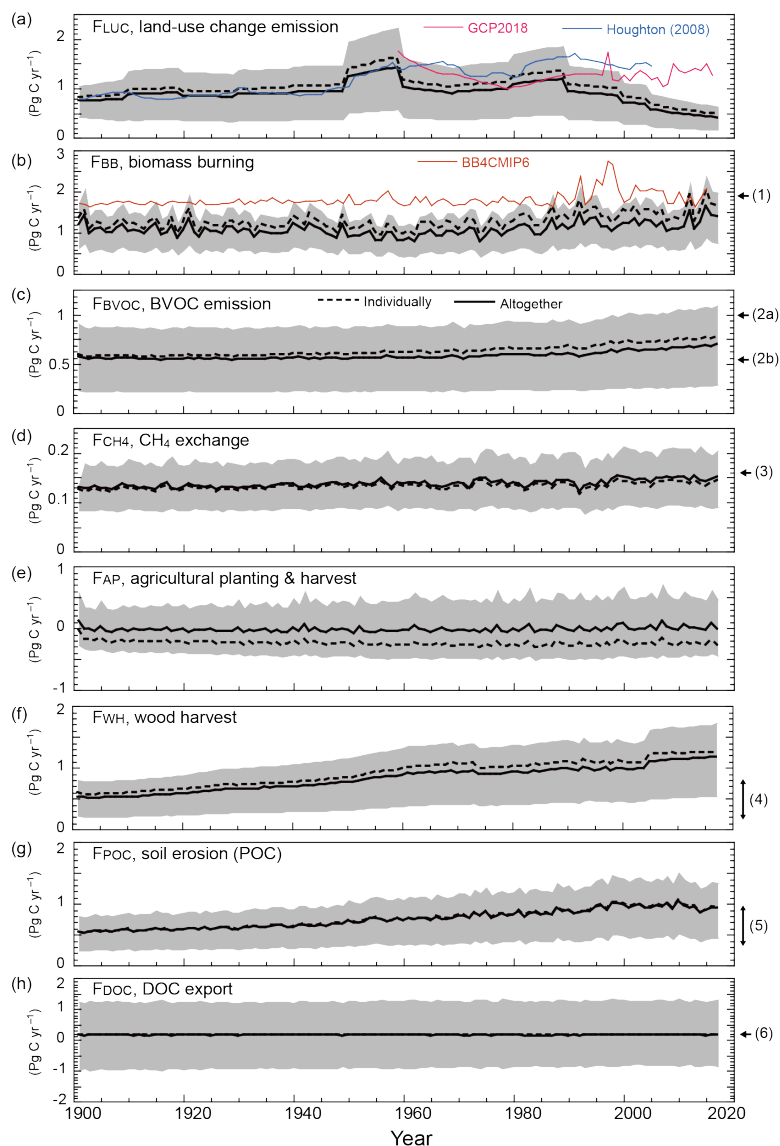 (a) FLUC, land-use change emission GCP2018 Houghton (2008)
2
1
0
(Pg C yr⁻¹)
(b) FBB, biomass burning BB4CMIP6
3
2
1
0
(Pg C yr⁻¹)
(1)
(c) FBVOC, BVOC emission Individually Altogether
1
0.5
0
(Pg C yr⁻¹)
(2a)
(2b)
(d) FCH4, CH₄ exchange
0.2
0.1
0
(Pg C yr⁻¹)
(3)
(e) FAP, agricultural planting & harvest
1
0
-1
(Pg C yr⁻¹)
(f) FWH, wood harvest
2
1
0
(Pg C yr⁻¹)
(4)
(g) FPOC, soil erosion (POC)
2
1
0
(Pg C yr⁻¹)
(5)
(h) FDOC, DOC export
2
1
0
-1
-2
(Pg C yr⁻¹)
(6)
1900 1920 1940 1960 1980 2000 2020
Year